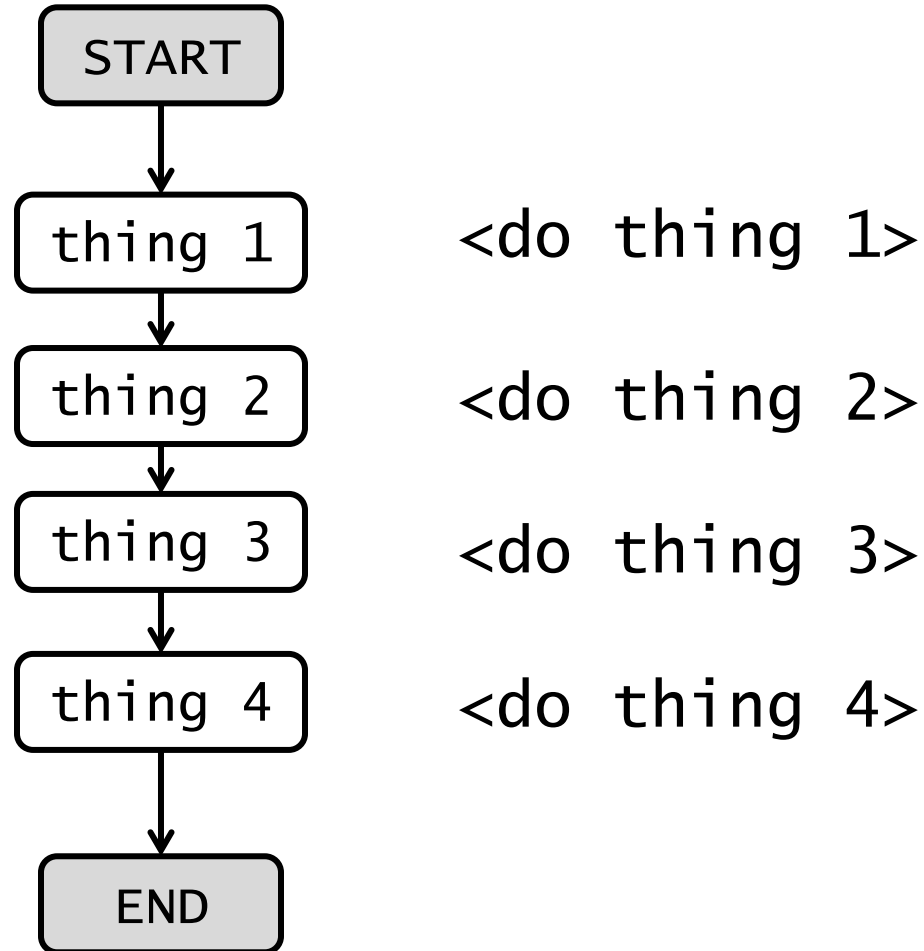 START
thing 1 <do thing 1>
thing 2 <do thing 2>
thing 3 <do thing 3>
thing 4 <do thing 4>
END